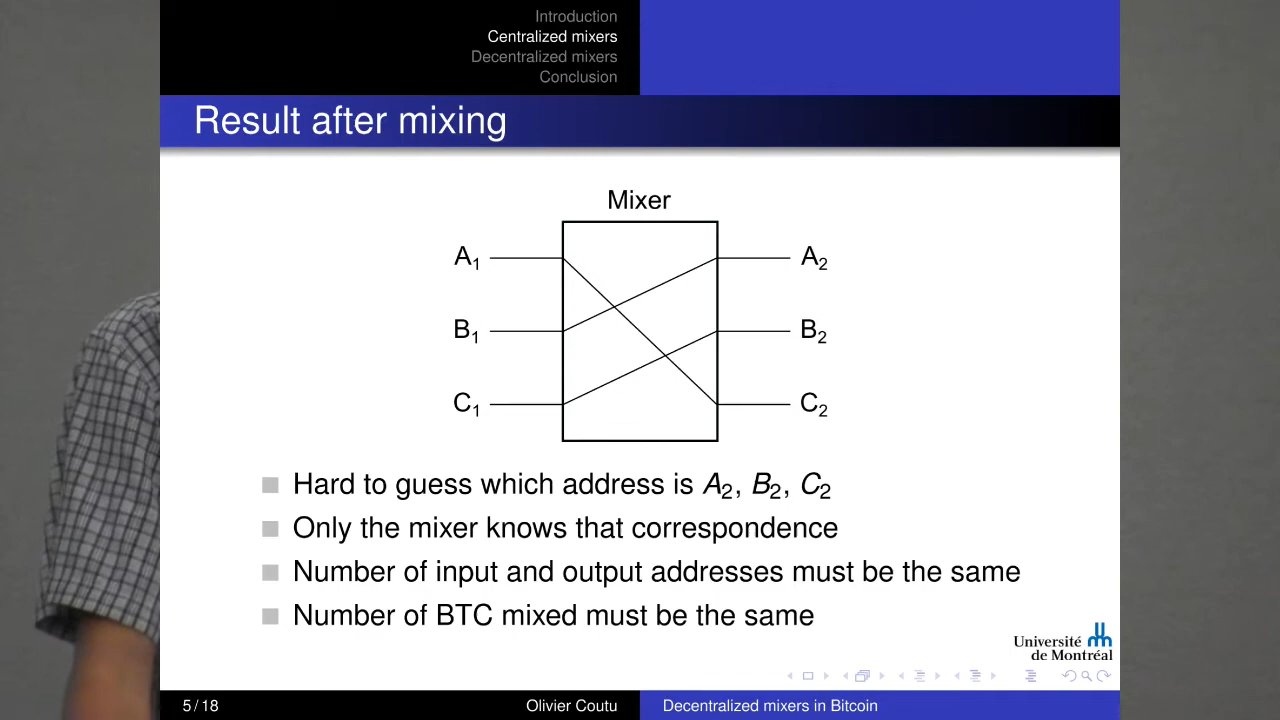 Introduction
Centralized mixers
Decentralized mixers
Conclusion
Result after mixing
Mixer
A₁ A₂
B₁ B₂
C₁ C₂
Hard to guess which address is A₂, B₂, C₂
Only the mixer knows that correspondence
Number of input and output addresses must be the same
Number of BTC mixed must be the same
Université
de Montréal
5 / 18 Olivier Coutu Decentralized mixers in Bitcoin